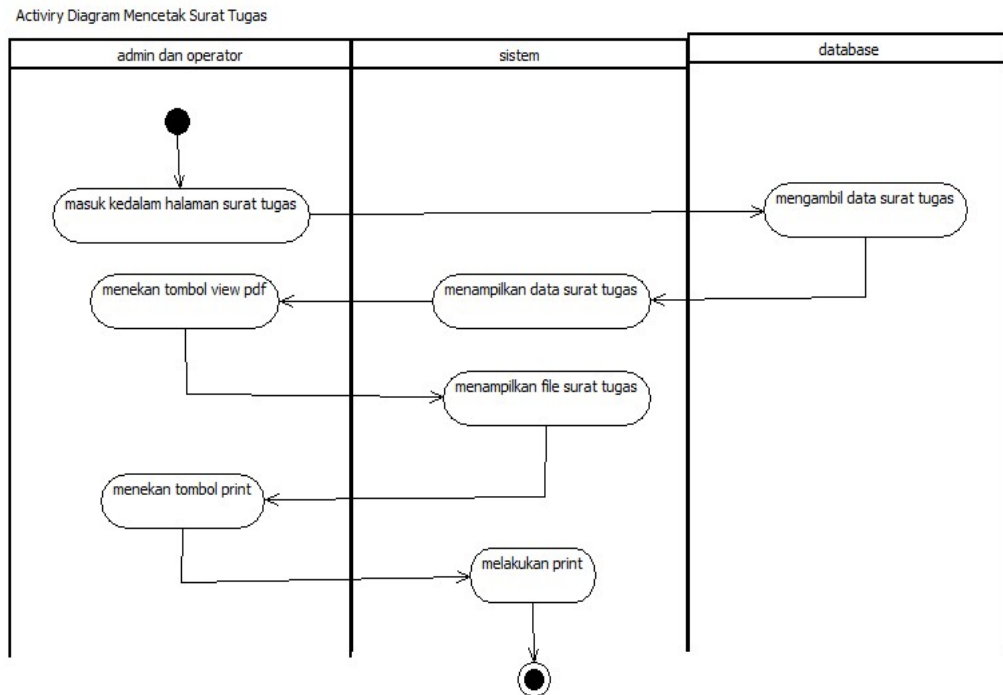 Activiry Diagram Mencetak Surat Tugas
admin dan operator
sistem
database
masuk kedalam halaman surat tugas
mengambil data surat tugas
menekan tombol view pdf
menampilkan data surat tugas
menampilkan file surat tugas
menekan tombol print
melakukan print